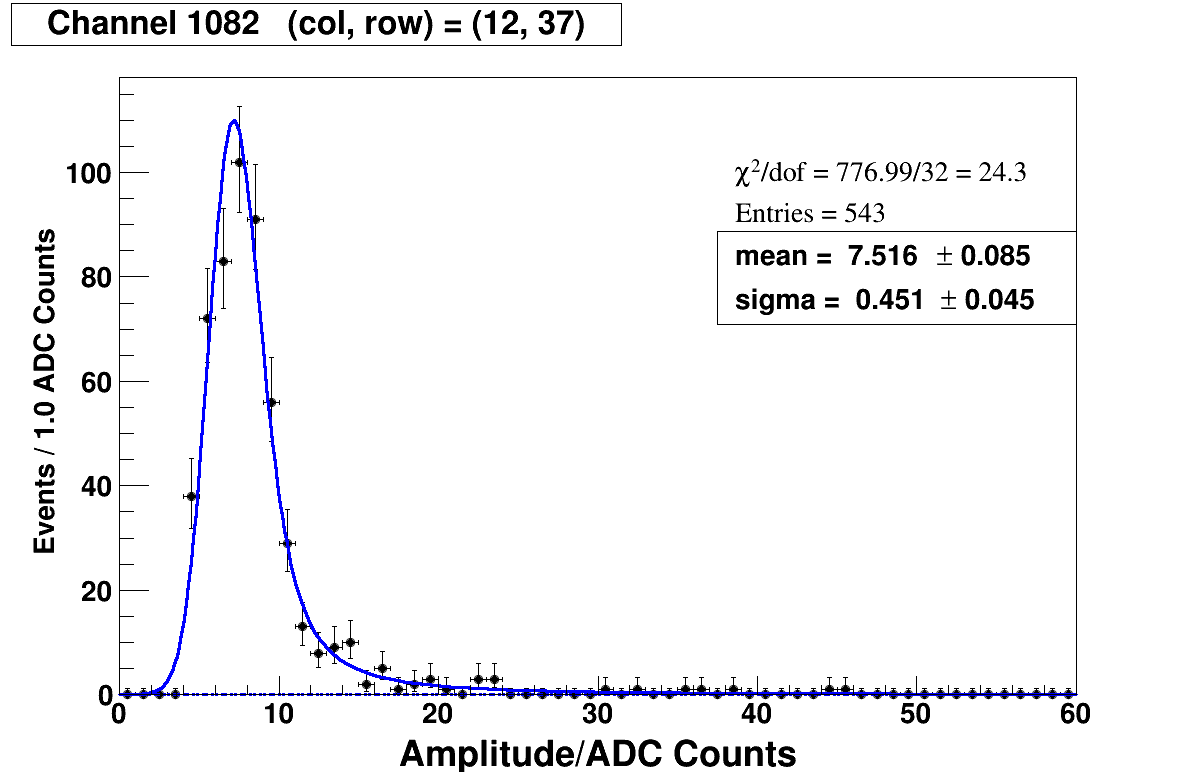 Channel 1082 (col, row) = (12, 37)
χ²/dof = 776.99/32 = 24.3
Entries = 543
mean = 7.516 ± 0.085
sigma = 0.451 ± 0.045
Events / 1.0 ADC Counts
100
80
60
40
20
0
0 10 20 30 40 50 60
Amplitude/ADC Counts